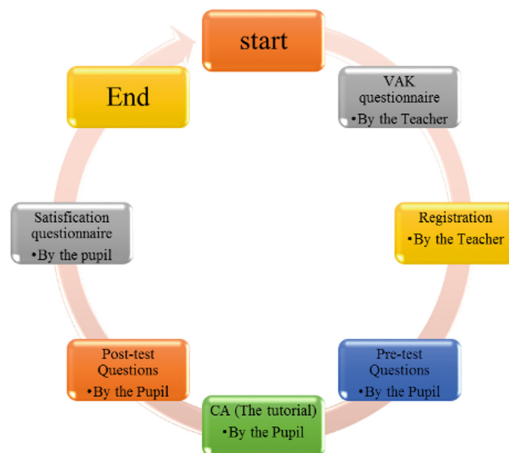 start
VAK
questionnaire
•By the Teacher
Registration
•By the Teacher
Pre-test
Questions
•By the Pupil
CA (The tutorial)
•By the Pupil
Post-test
Questions
•By the Pupil
Satisfication
questionnaire
•By the pupil
End